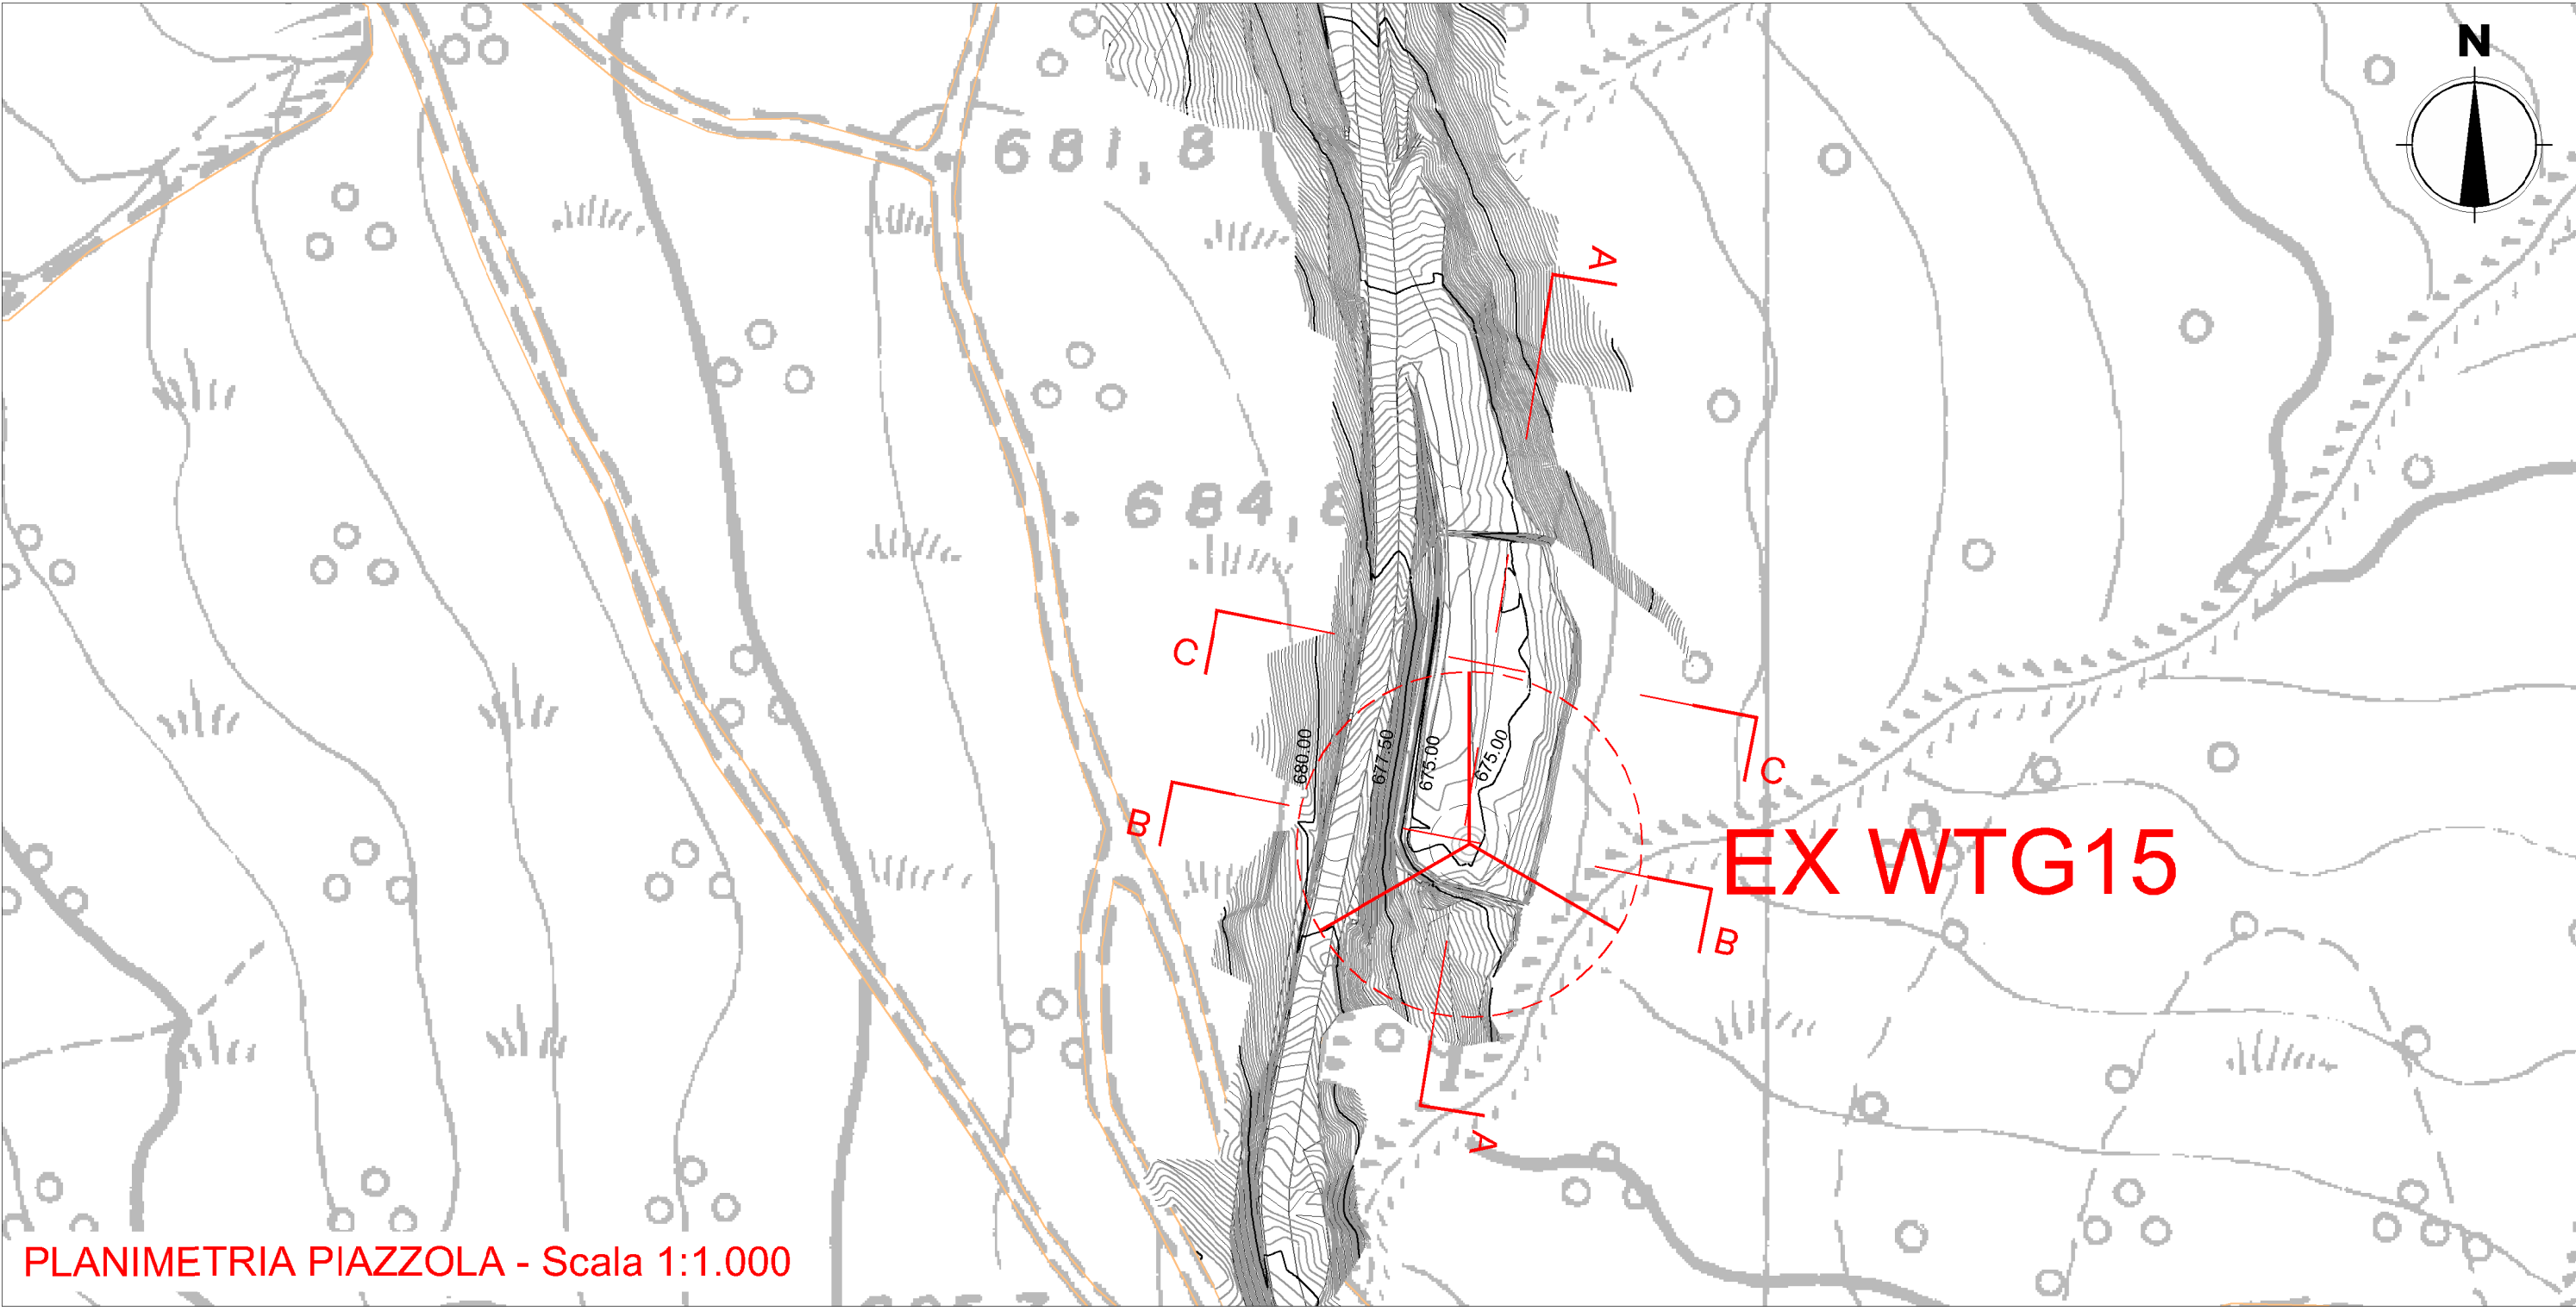 N
681,8
A
684,8
C
680.00
677.50
675.00
675.00
C
B
EX WTG15
B
A
PLANIMETRIA PIAZZOLA - Scala 1:1.000